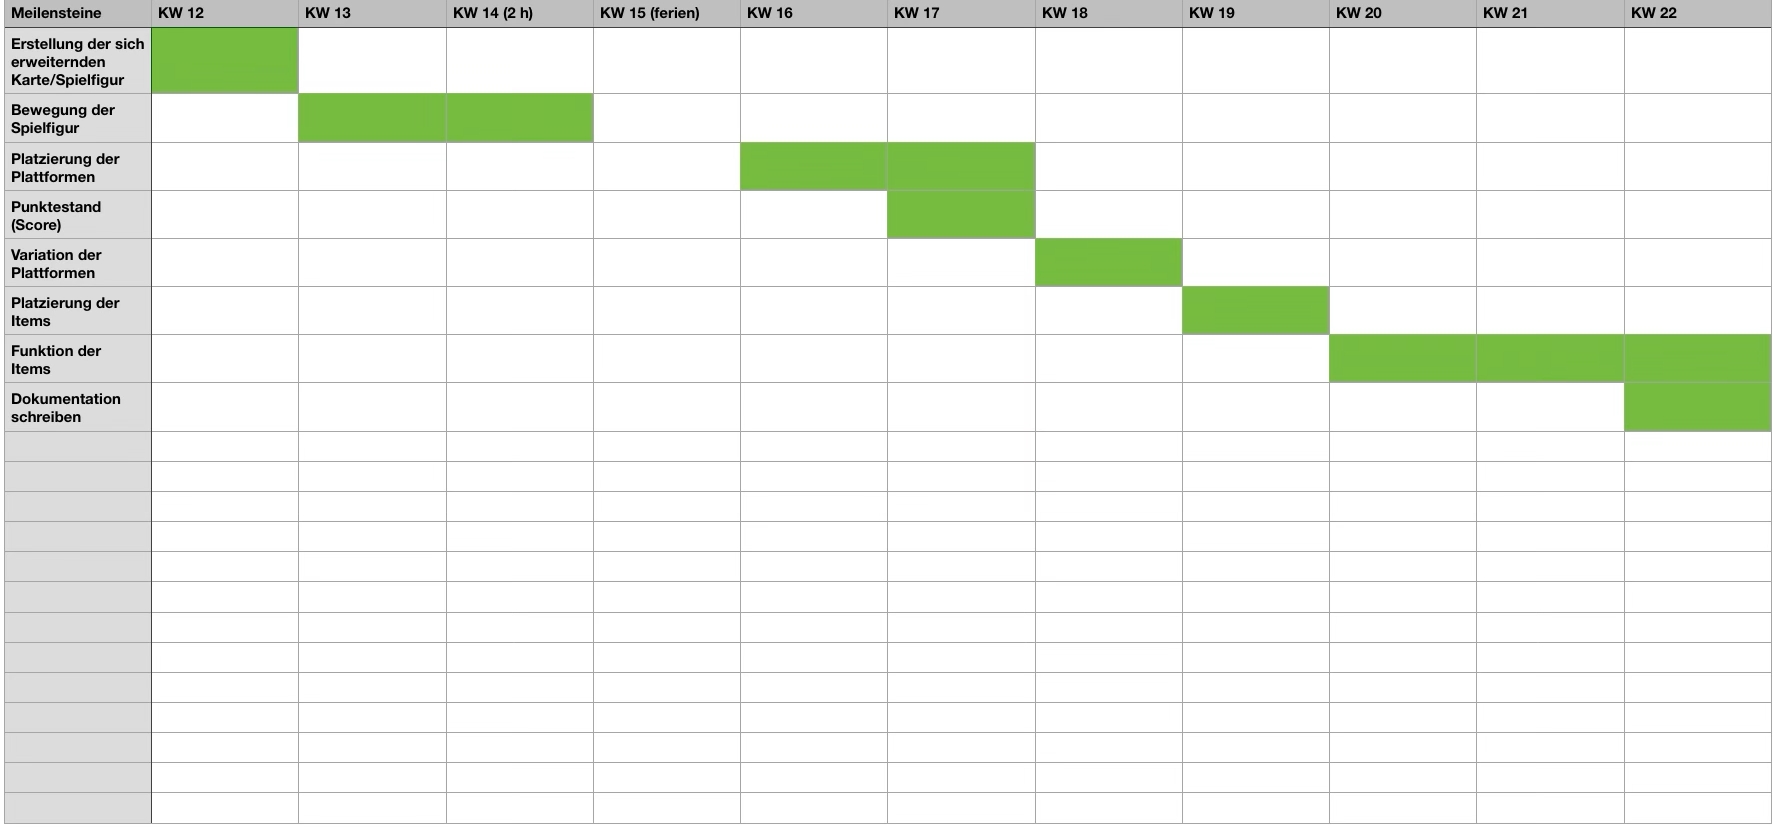 Meilensteine KW 12 KW 13 KW 14 (2 h) KW 15 (ferien) KW 16 KW 17 KW 18 KW 19 KW 20 KW 21 KW 22
Erstellung der sich
erweiternden
Karte/Spielfigur
Bewegung der
Spielfigur
Platzierung der
Plattformen
Punktestand
(Score)
Variation der
Plattformen
Platzierung der
Items
Funktion der
Items
Dokumentation
schreiben